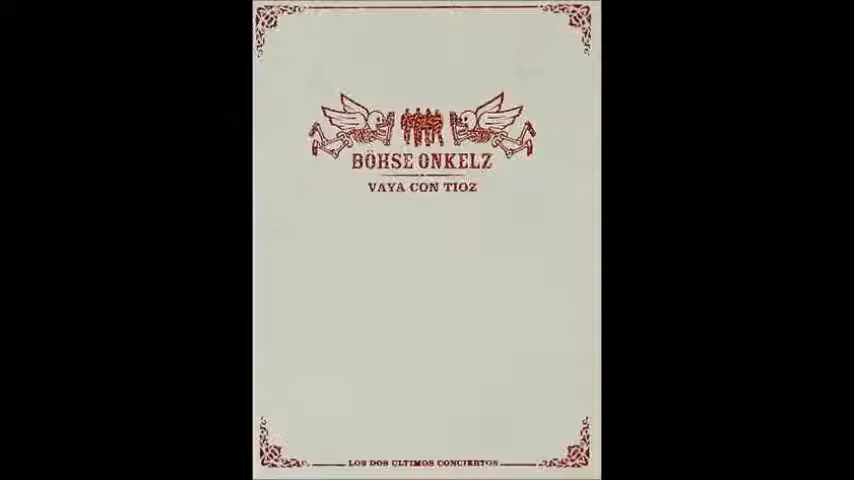 BÖHSE ONKELZ
VAYA CON TIOZ
LOS DOS ULTIMOS CONCIERTOS